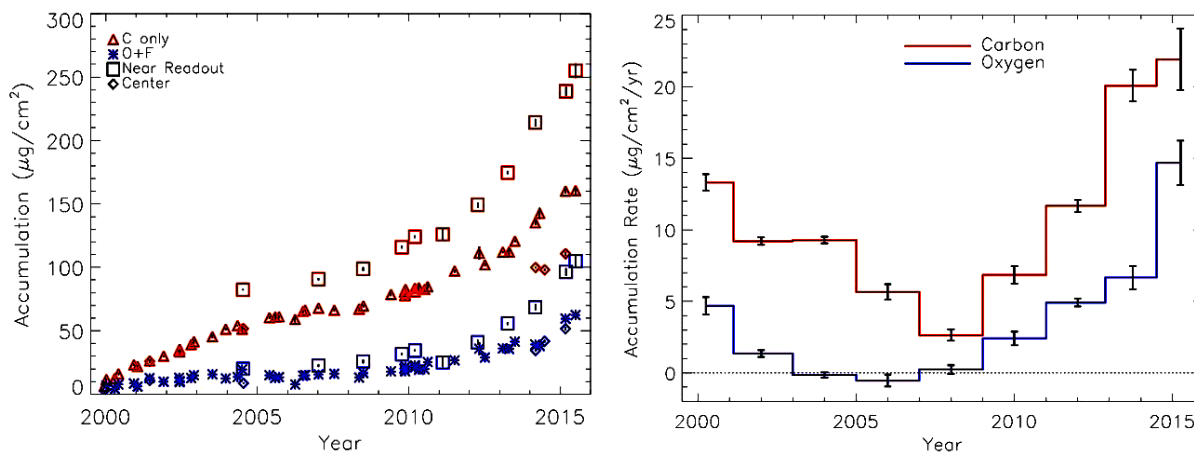 300
250
200
150
100
50
0
Accumulation (μg/cm²)
C only
O+F
Near Readout
Center
2000 2005 2010 2015
Year
25
20
15
10
5
0
Accumulation Rate (μg/cm²/yr)
Carbon
Oxygen
2000 2005 2010 2015
Year